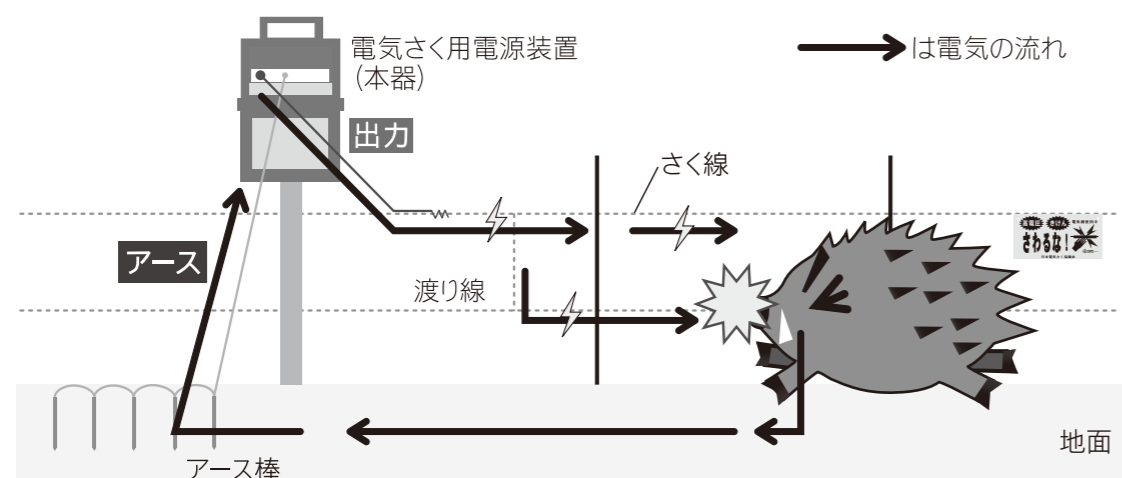 電気さく用電源装置
(本器)
は電気の流れ
出力
さく線
アース
さわるな!
渡り線
地面
アース棒